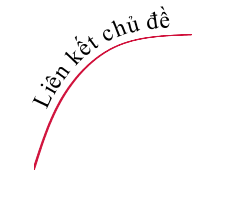 Liên kết chủ đề